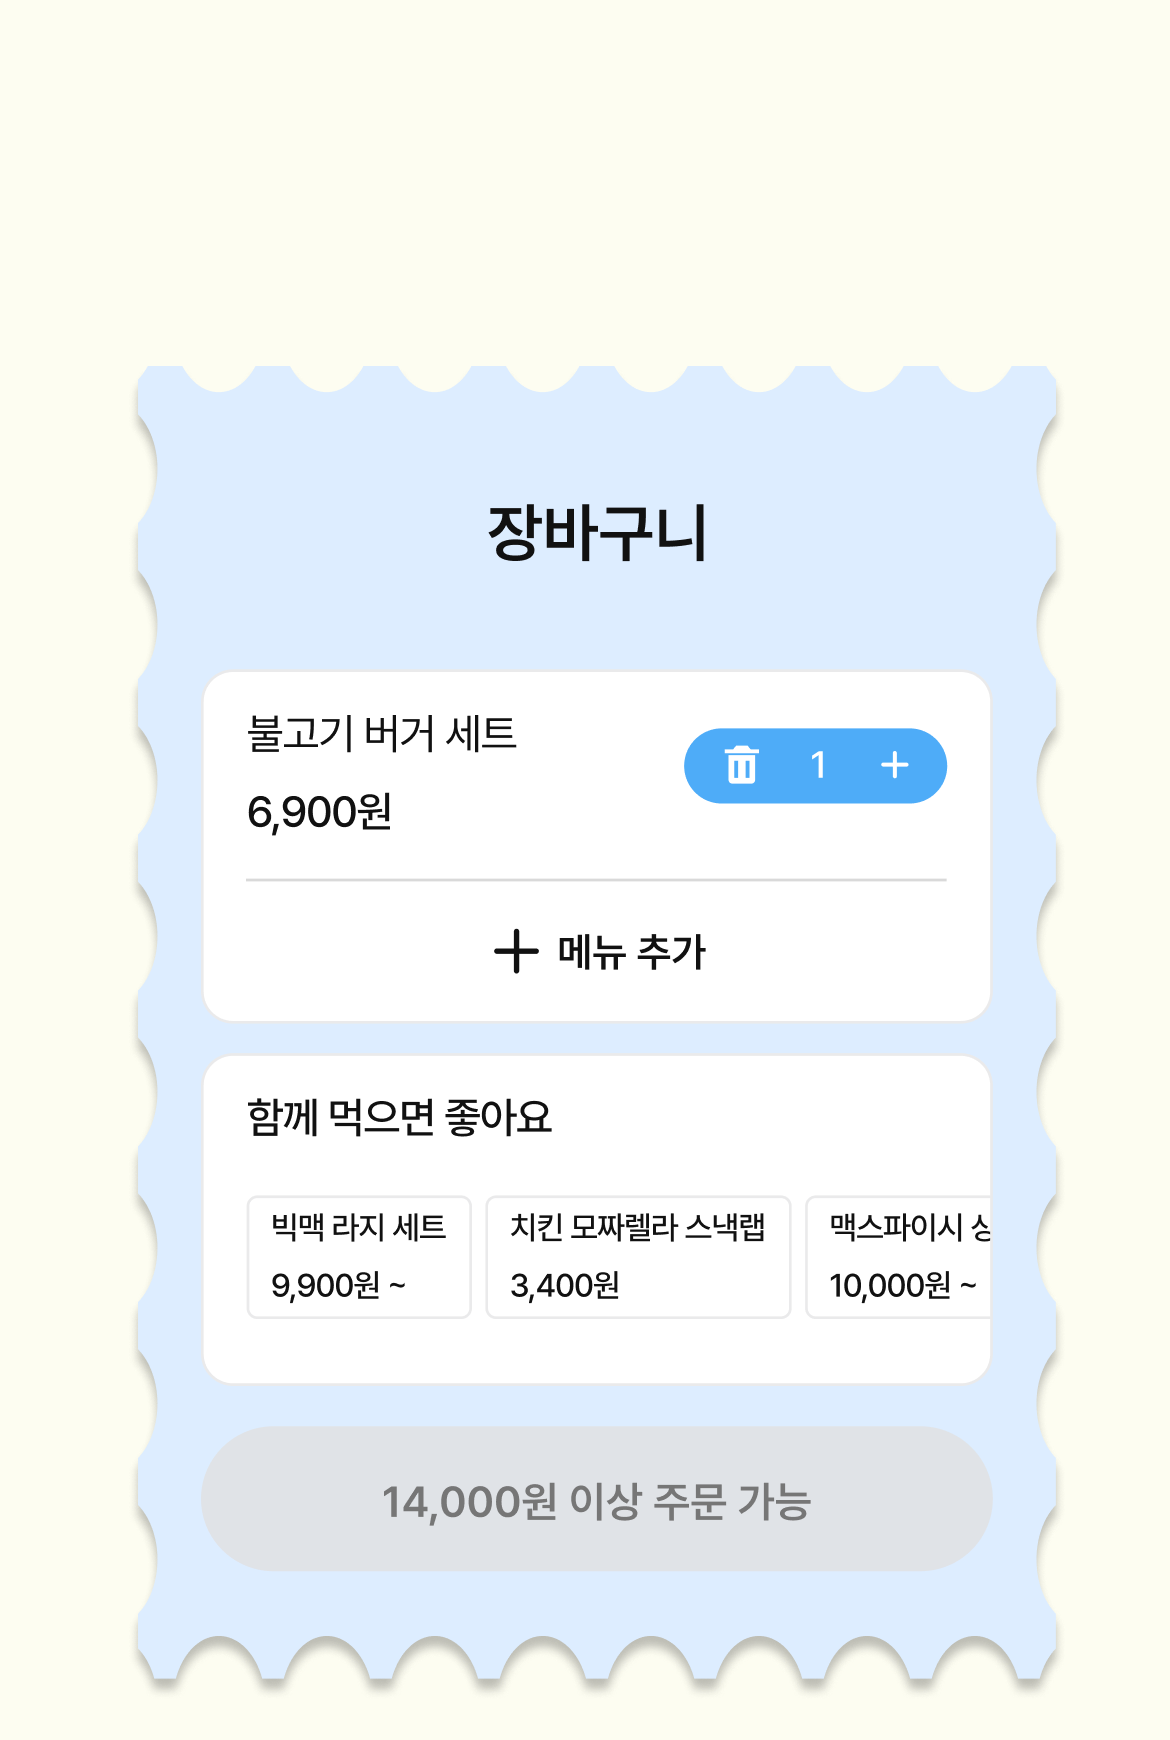 장바구니
불고기 버거 세트
6,900원
1
메뉴 추가
함께 먹으면 좋아요
빅맥 라지 세트
9,900원 ~
치킨 모짜렐라 스낵랩
3,400원
맥스파이시 상
10,000원 ~
14,000원 이상 주문 가능